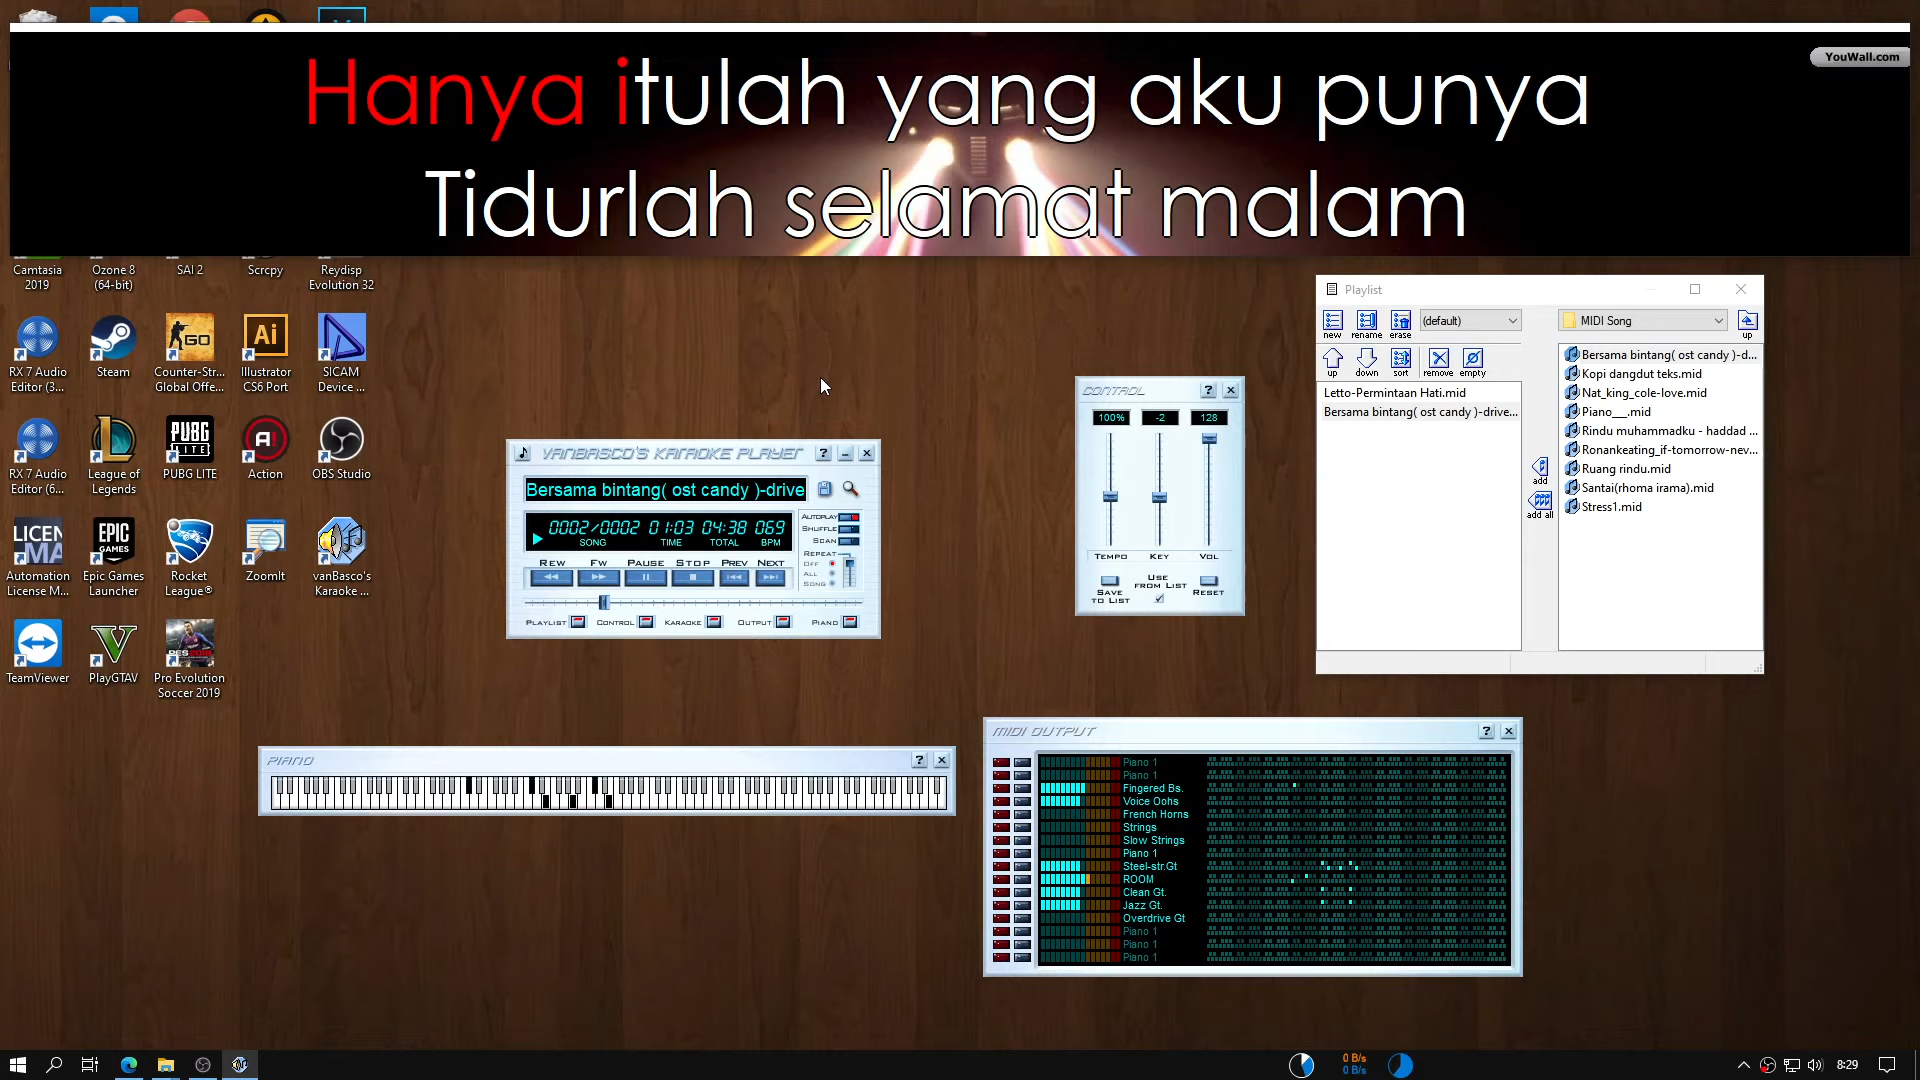 YouWall.com
Hanya itulah yang aku punya
Tidurlah selamat malam
Camtasia
2019
Ozone 8
(64-bit)
SAI 2
Scrcpy
Reydisp
Evolution 32
RX 7 Audio
Editor (3...
Steam
Counter-Str...
Global Offe...
Illustrator
CS6 Port
SICAM
Device ...
RX 7 Audio
Editor (6...
League of
Legends
PUBG LITE
Action
OBS Studio
Automation
License M...
Epic Games
Launcher
Rocket
League®
ZoomIt
vanBasco's
Karaoke ...
TeamViewer
PlayGTAV
Pro Evolution
Soccer 2019
VANBASCO'S KARAOKE PLAYER
Bersama bintang( ost candy )-drive
0002/0002 01:03 04:38 069
SONG TIME TOTAL BPM
AUTOPLAY
SHUFFLE
SCAN
REPEAT
OFF
ALL
SONG
REW FW PAUSE STOP PREV NEXT
PLAYLIST CONTROL KARAOKE OUTPUT PIANO
CONTROL
100% -2 128
TEMPO KEY VOL
SAVE
TO LIST
USE
FROM LIST
RESET
Playlist
new rename erase
(default)
MIDI Song
up
up down sort remove empty
Letto-Permintaan Hati.mid
Bersama bintang( ost candy )-drive...
add
add all
Bersama bintang( ost candy )-d...
Kopi dangdut teks.mid
Nat_king_cole-love.mid
Piano___.mid
Rindu muhammadku - haddad ...
Ronankeating_if-tomorrow-nev...
Ruang rindu.mid
Santai(rhoma irama).mid
Stress1.mid
PIANO
MIDI OUTPUT
Piano 1
Piano 1
Fingered Bs.
Voice Oohs
French Horns
Strings
Slow Strings
Piano 1
Steel-str.Gt
ROOM
Clean Gt.
Jazz Gt.
Overdrive Gt
Piano 1
Piano 1
Piano 1
0 B/s
0 B/s
8:29